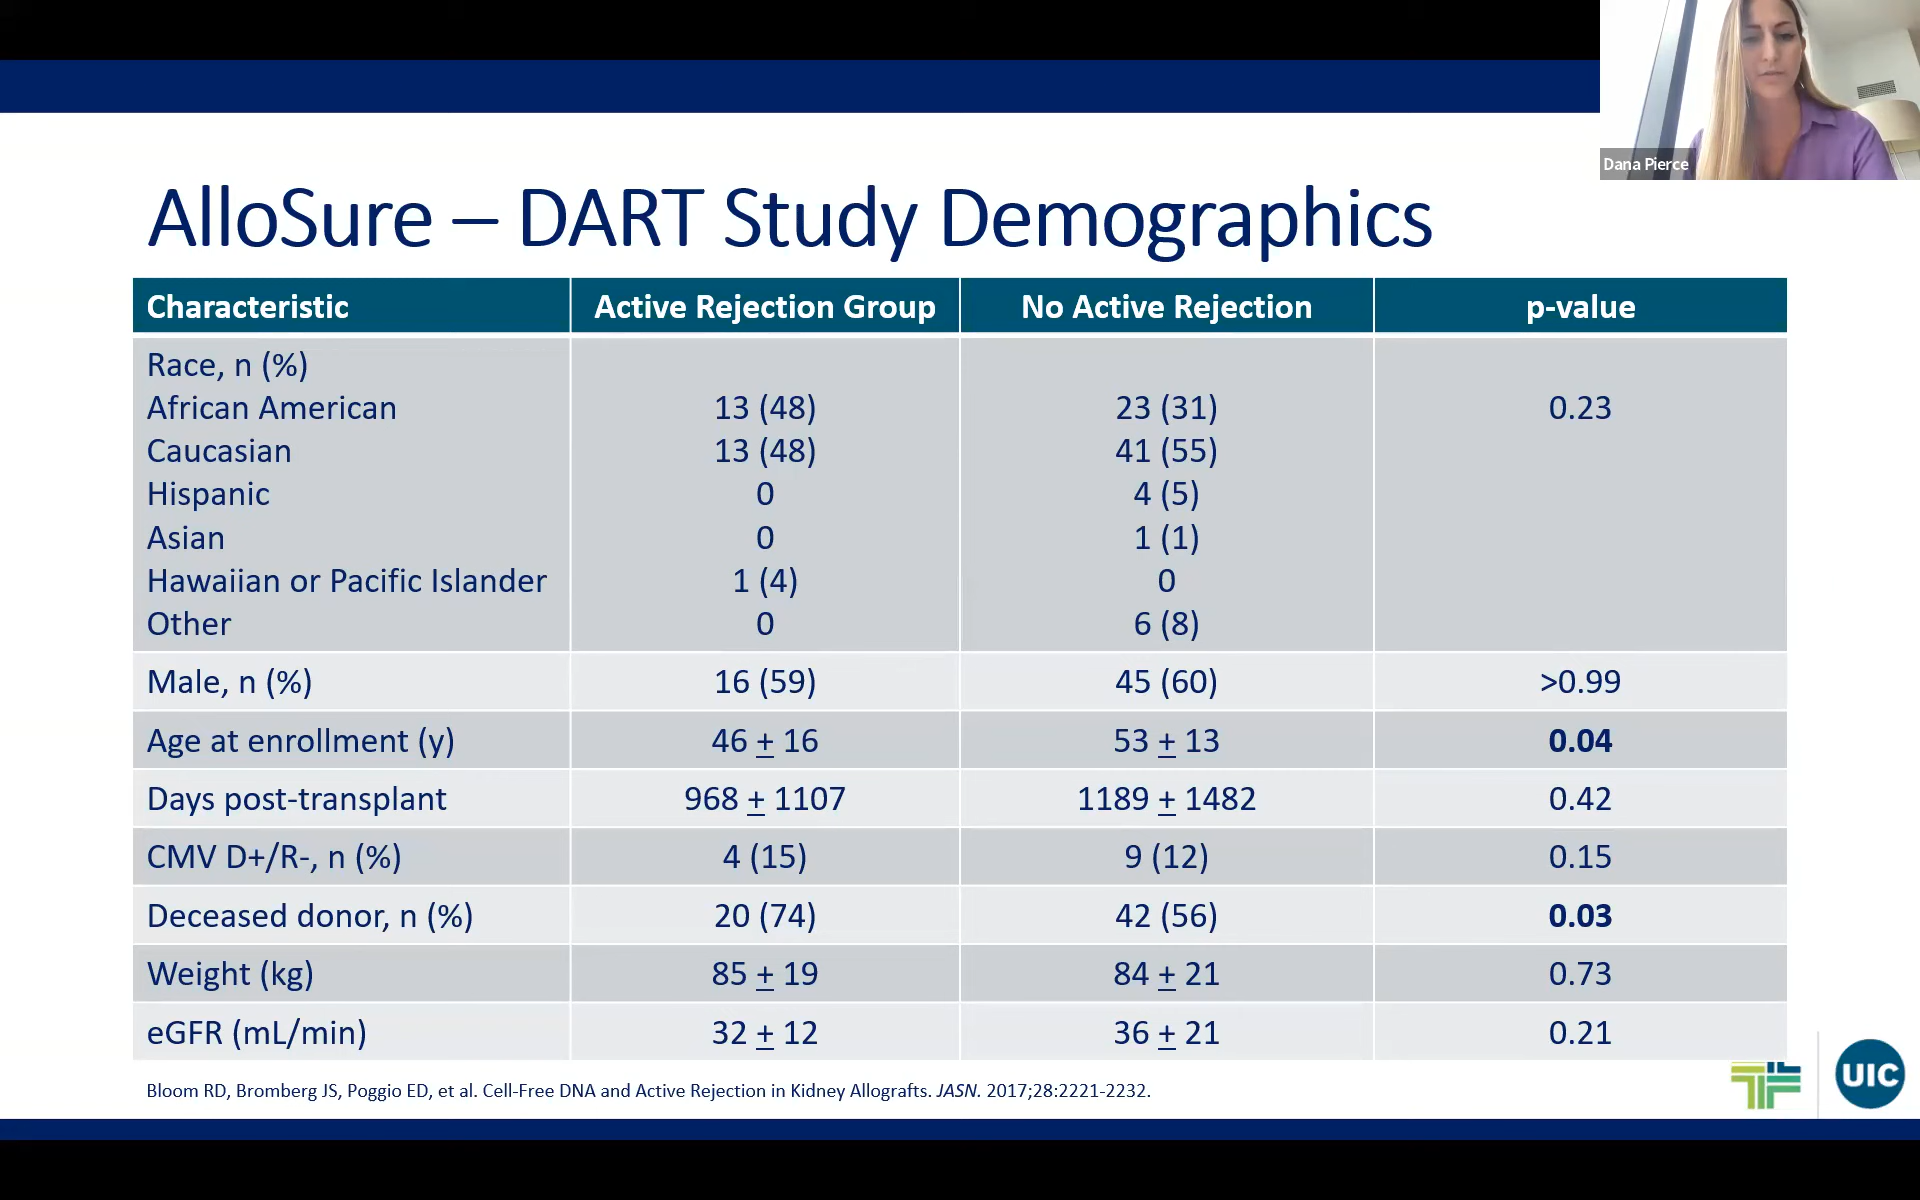 Dana Pierce
AlloSure – DART Study Demographics
Characteristic Active Rejection Group No Active Rejection p-value
Race, n (%)
African American 13 (48) 23 (31) 0.23
Caucasian 13 (48) 41 (55)
Hispanic 0 4 (5)
Asian 0 1 (1)
Hawaiian or Pacific Islander 1 (4) 0
Other 0 6 (8)
Male, n (%) 16 (59) 45 (60) >0.99
Age at enrollment (y) 46 ± 16 53 ± 13 0.04
Days post-transplant 968 ± 1107 1189 ± 1482 0.42
CMV D+/R-, n (%) 4 (15) 9 (12) 0.15
Deceased donor, n (%) 20 (74) 42 (56) 0.03
Weight (kg) 85 ± 19 84 ± 21 0.73
eGFR (mL/min) 32 ± 12 36 ± 21 0.21
Bloom RD, Bromberg JS, Poggio ED, et al. Cell-Free DNA and Active Rejection in Kidney Allografts. JASN. 2017;28:2221-2232.
UIC